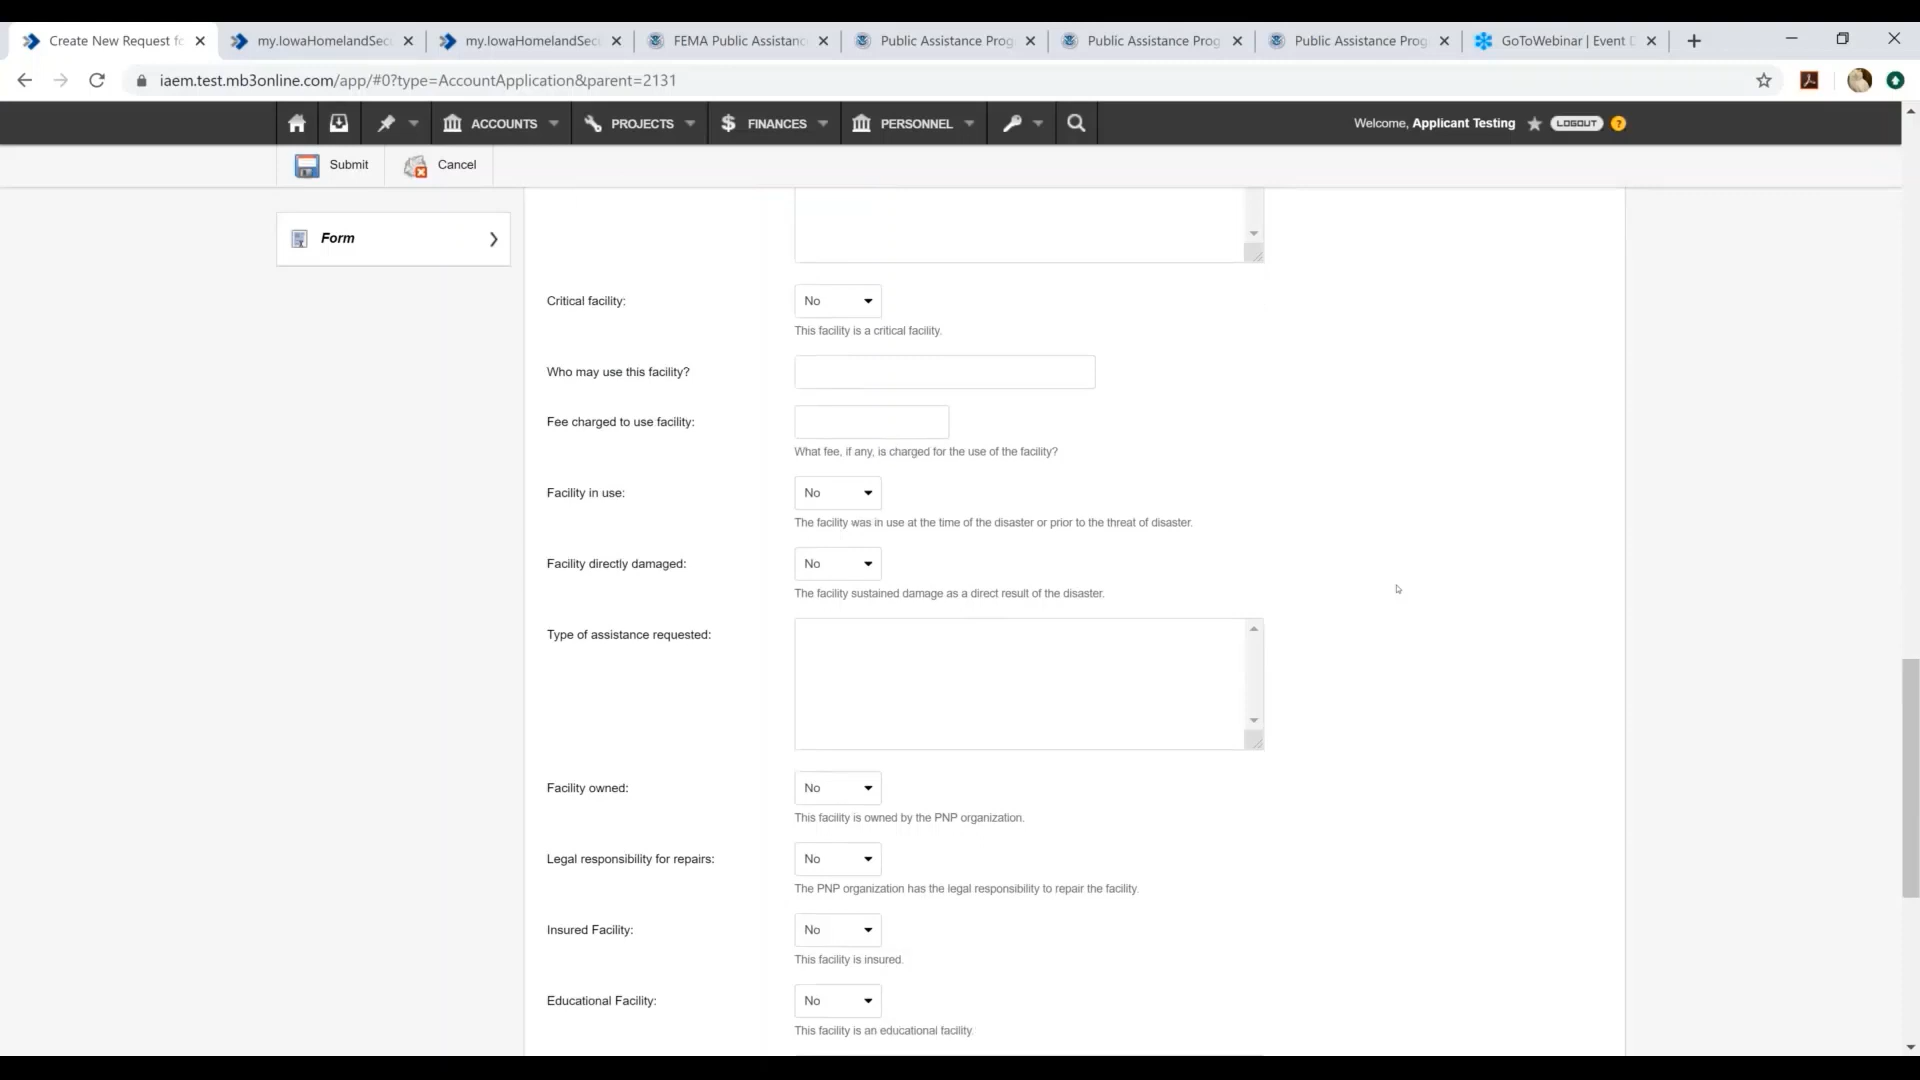 Create New Request fo
my.IowaHomelandSec
my.IowaHomelandSec
FEMA Public Assistanc
Public Assistance Prog
Public Assistance Prog
Public Assistance Prog
GoToWebinar | Event D
iaem.test.mb3online.com/app/#0?type=AccountApplication&parent=2131
ACCOUNTS
PROJECTS
FINANCES
PERSONNEL
Welcome, Applicant Testing
LOGOUT
?
Submit
Cancel
Form
Critical facility:
No
This facility is a critical facility.
Who may use this facility?
Fee charged to use facility:
What fee, if any, is charged for the use of the facility?
Facility in use:
No
The facility was in use at the time of the disaster or prior to the threat of disaster.
Facility directly damaged:
No
The facility sustained damage as a direct result of the disaster.
Type of assistance requested:
Facility owned:
No
This facility is owned by the PNP organization.
Legal responsibility for repairs:
No
The PNP organization has the legal responsibility to repair the facility.
Insured Facility:
No
This facility is insured.
Educational Facility:
No
This facility is an educational facility.